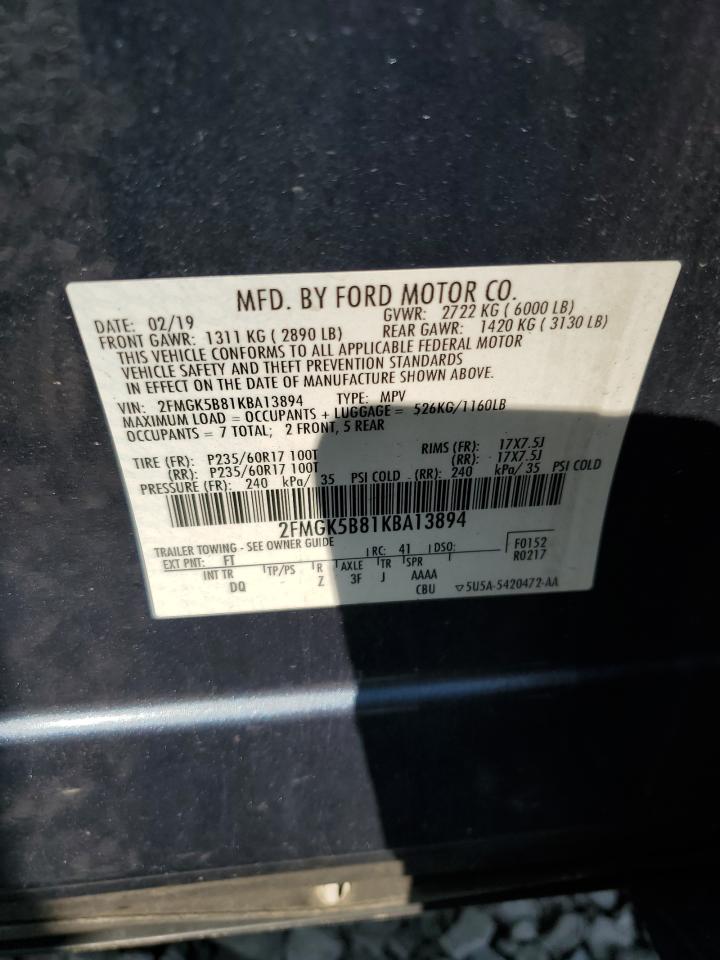 MFD. BY FORD MOTOR CO.
DATE: 02/19 GVWR: 2722 KG ( 6000 LB)
FRONT GAWR: 1311 KG ( 2890 LB) REAR GAWR: 1420 KG ( 3130 LB)
THIS VEHICLE CONFORMS TO ALL APPLICABLE FEDERAL MOTOR
VEHICLE SAFETY AND THEFT PREVENTION STANDARDS
IN EFFECT ON THE DATE OF MANUFACTURE SHOWN ABOVE.
VIN: 2FMGK5B81KBA13894 TYPE: MPV
MAXIMUM LOAD = OCCUPANTS + LUGGAGE = 526KG/1160LB
OCCUPANTS = 7 TOTAL; 2 FRONT, 5 REAR
TIRE (FR): P235/60R17 100T RIMS (FR): 17X7.5J
(RR): P235/60R17 100T (RR): 17X7.5J
PRESSURE (FR): 240 kPa/ 35 PSI COLD (RR): 240 kPa/ 35 PSI COLD
2FMGK5B81KBA13894
TRAILER TOWING - SEE OWNER GUIDE
EXT PNT: FT RC: 41 DSO: F0152
INT TR TP/PS R AXLE TR SPR R0217
DQ Z 3F J AAAA
CBU ▽5U5A-5420472-AA